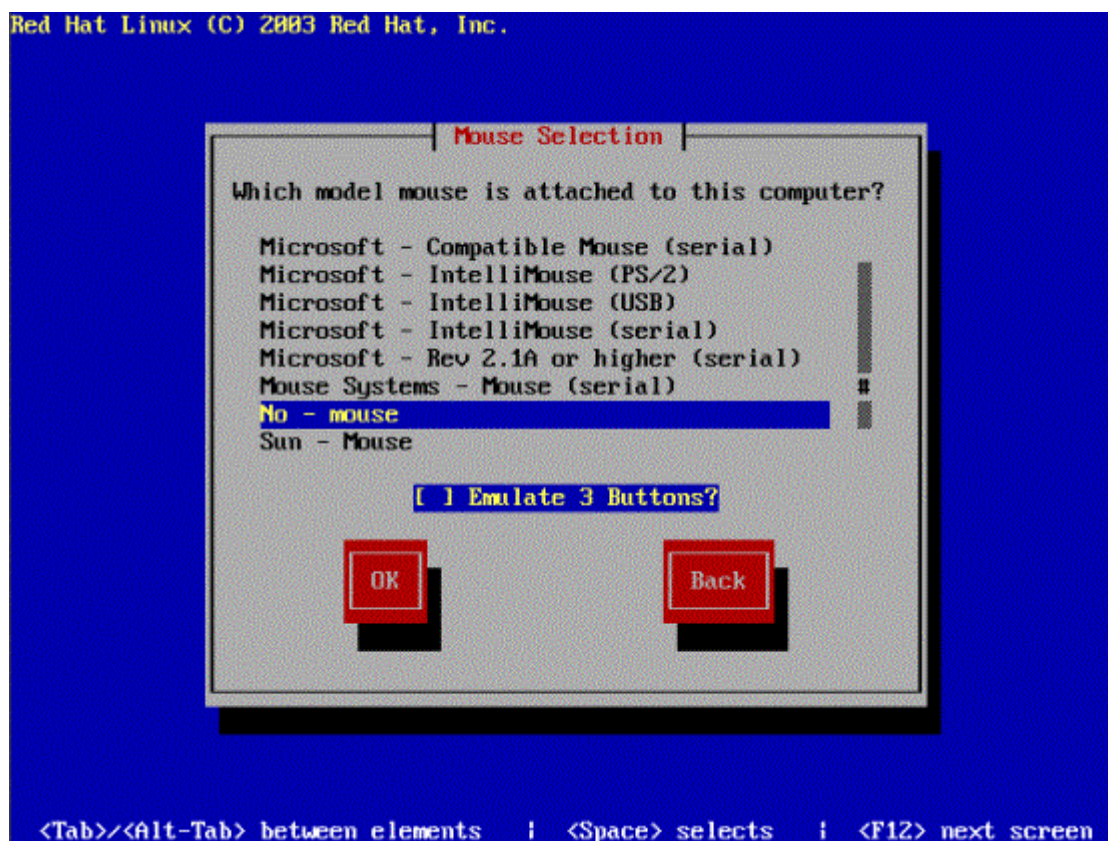 Red Hat Linux (C) 2003 Red Hat, Inc.
Mouse Selection
Which model mouse is attached to this computer?
Microsoft - Compatible Mouse (serial)
Microsoft - IntelliMouse (PS/2)
Microsoft - IntelliMouse (USB)
Microsoft - IntelliMouse (serial)
Microsoft - Rev 2.1A or higher (serial)
Mouse Systems - Mouse (serial) #
No - mouse
Sun - Mouse
[ ] Emulate 3 Buttons?
OK Back
<Tab>/<Alt-Tab> between elements | <Space> selects | <F12> next screen